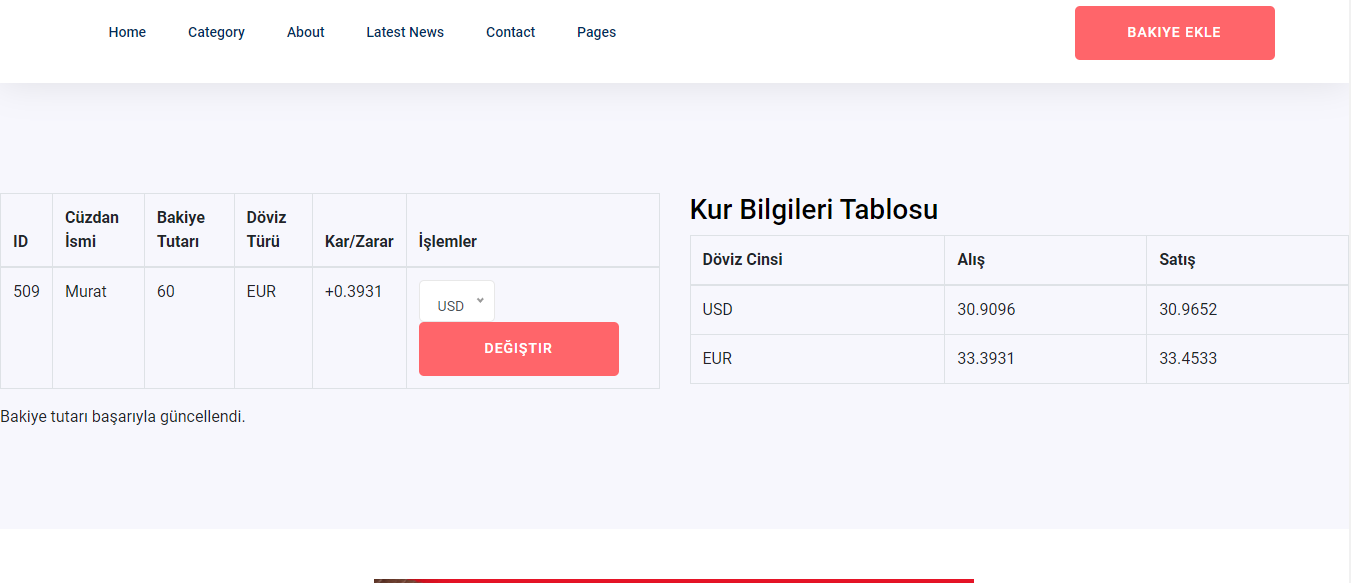 Home Category About Latest News Contact Pages BAKIYE EKLE
ID Cüzdan İsmi Bakiye Tutarı Döviz Türü Kar/Zarar İşlemler
509 Murat 60 EUR +0.3931 USD
DEĞIŞTIR
Bakiye tutarı başarıyla güncellendi.
Kur Bilgileri Tablosu
Döviz Cinsi Alış Satış
USD 30.9096 30.9652
EUR 33.3931 33.4533